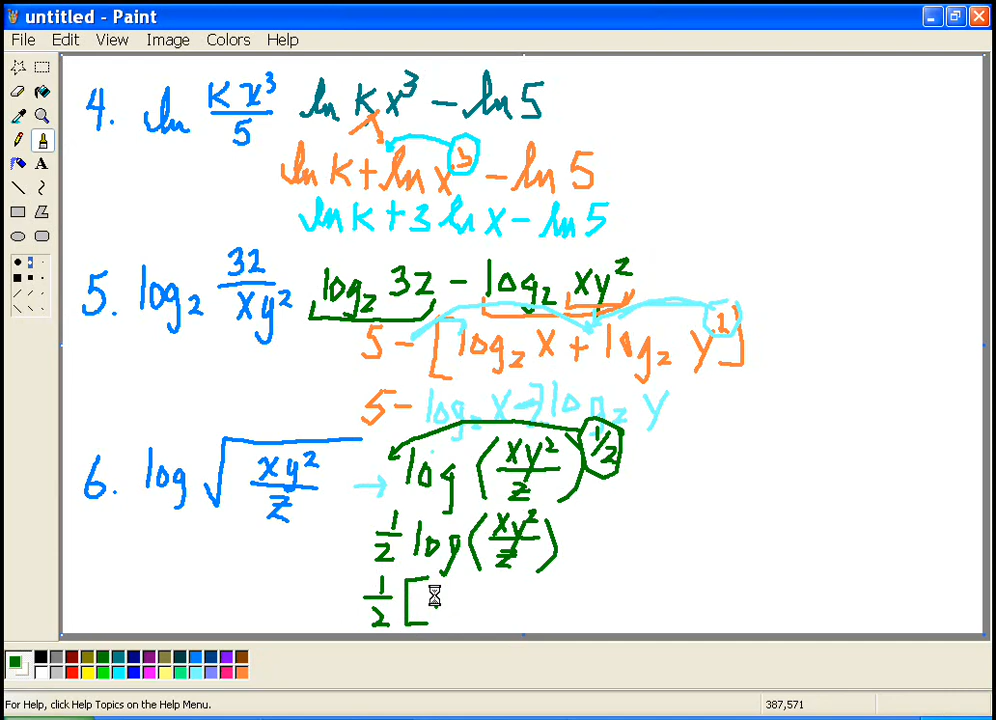 untitled - Paint
File Edit View Image Colors Help
4. ln kx³/5 ln kx³ - ln 5
ln k + ln x³ - ln 5
ln k + 3 ln x - ln 5
5. log₂ 32/xy² log₂ 32 - log₂ xy²
5 - [log₂ x + log₂ y²]
5 - log₂ x - 2 log₂ y
6. log √(xy²/z) → log (xy²/z)^1/2
1/2 log (xy²/z)
1/2 [
For Help, click Help Topics on the Help Menu.
387,571